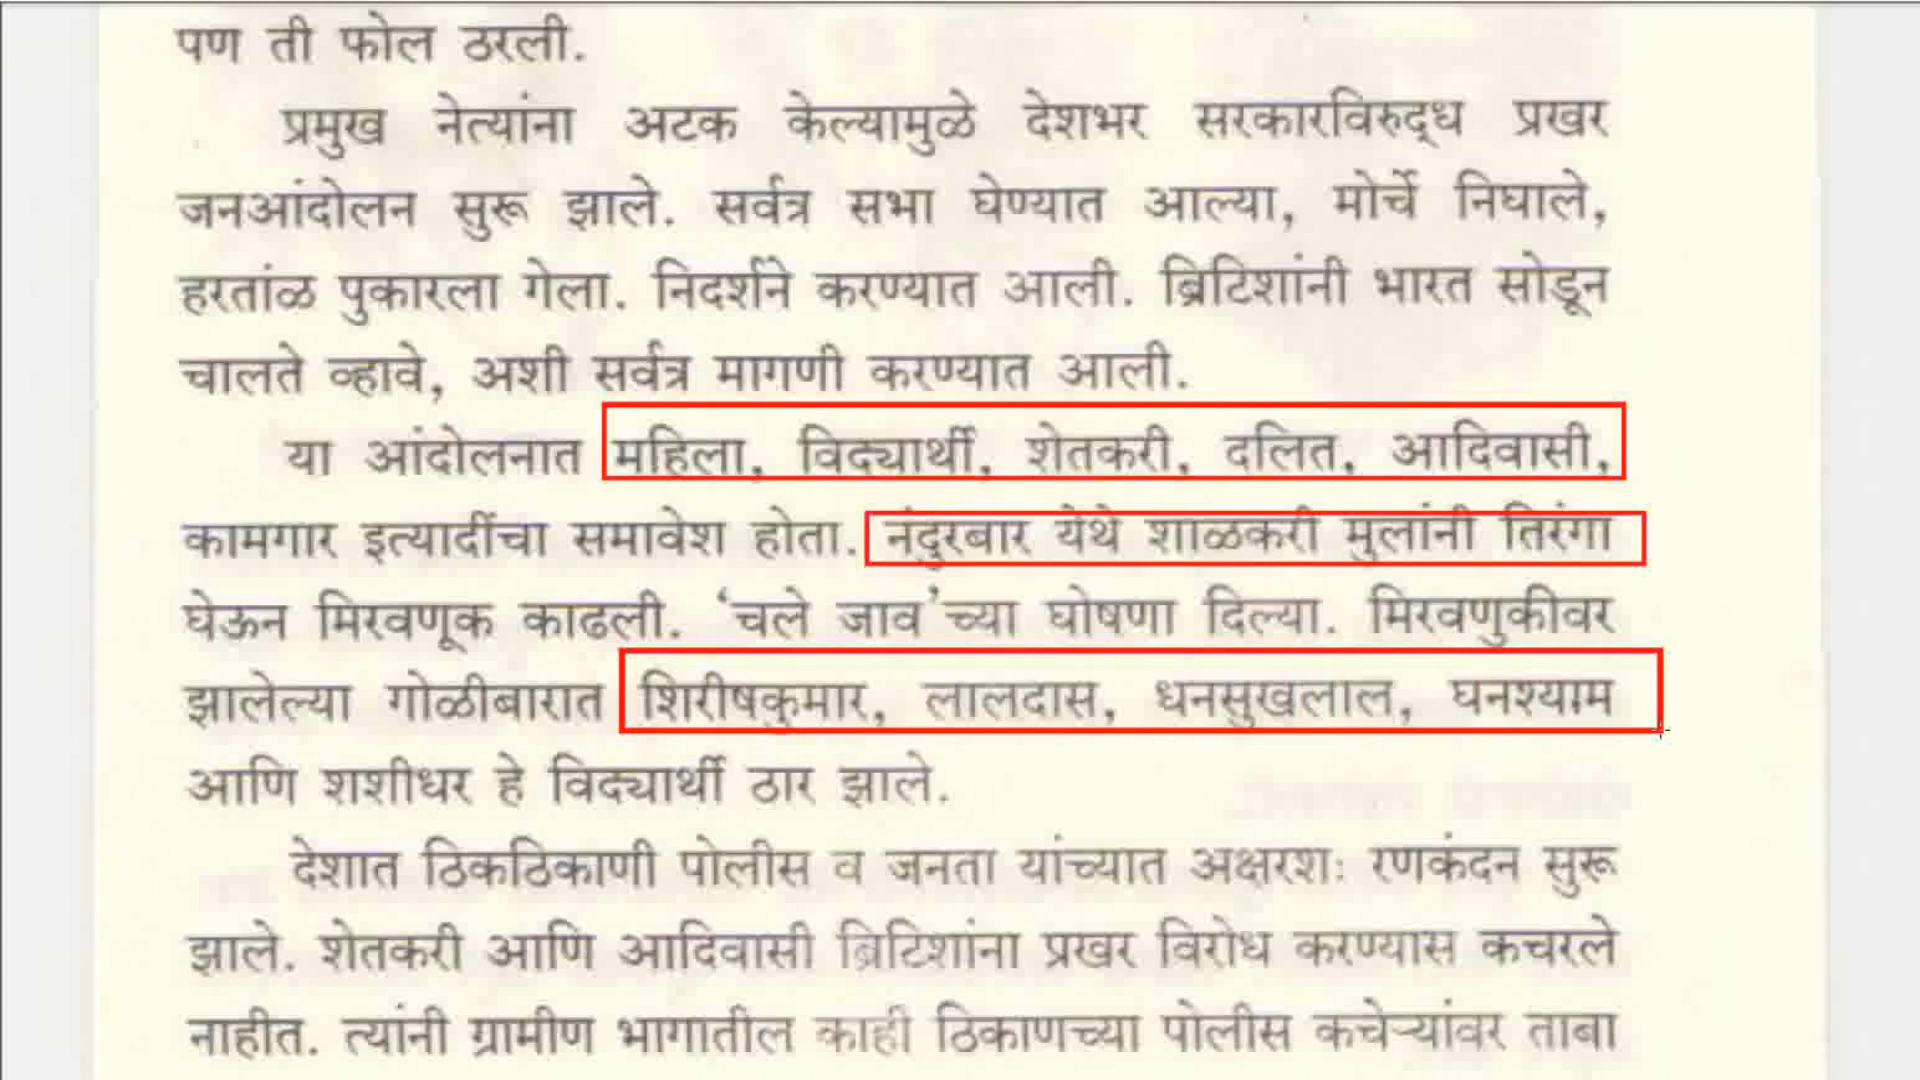 पण ती फोल ठरली.
प्रमुख नेत्यांना अटक केल्यामुळे देशभर सरकारविरुद्ध प्रखर
जनआंदोलन सुरू झाले. सर्वत्र सभा घेण्यात आल्या, मोर्चे निघाले,
हरतांळ पुकारला गेला. निदर्शने करण्यात आली. ब्रिटिशांनी भारत सोडून
चालते व्हावे, अशी सर्वत्र मागणी करण्यात आली.
या आंदोलनात महिला, विद्यार्थी, शेतकरी, दलित, आदिवासी,
कामगार इत्यादींचा समावेश होता. नंदुरबार येथे शाळकरी मुलांनी तिरंगा
घेऊन मिरवणूक काढली. ‘चले जाव’च्या घोषणा दिल्या. मिरवणुकीवर
झालेल्या गोळीबारात शिरीषकुमार, लालदास, धनसुखलाल, घनश्याम
आणि शशीधर हे विद्यार्थी ठार झाले.
देशात ठिकठिकाणी पोलीस व जनता यांच्यात अक्षरशः रणकंदन सुरू
झाले. शेतकरी आणि आदिवासी ब्रिटिशांना प्रखर विरोध करण्यास कचरले
नाहीत. त्यांनी ग्रामीण भागातील काही ठिकाणच्या पोलीस कचेऱ्यांवर ताबा